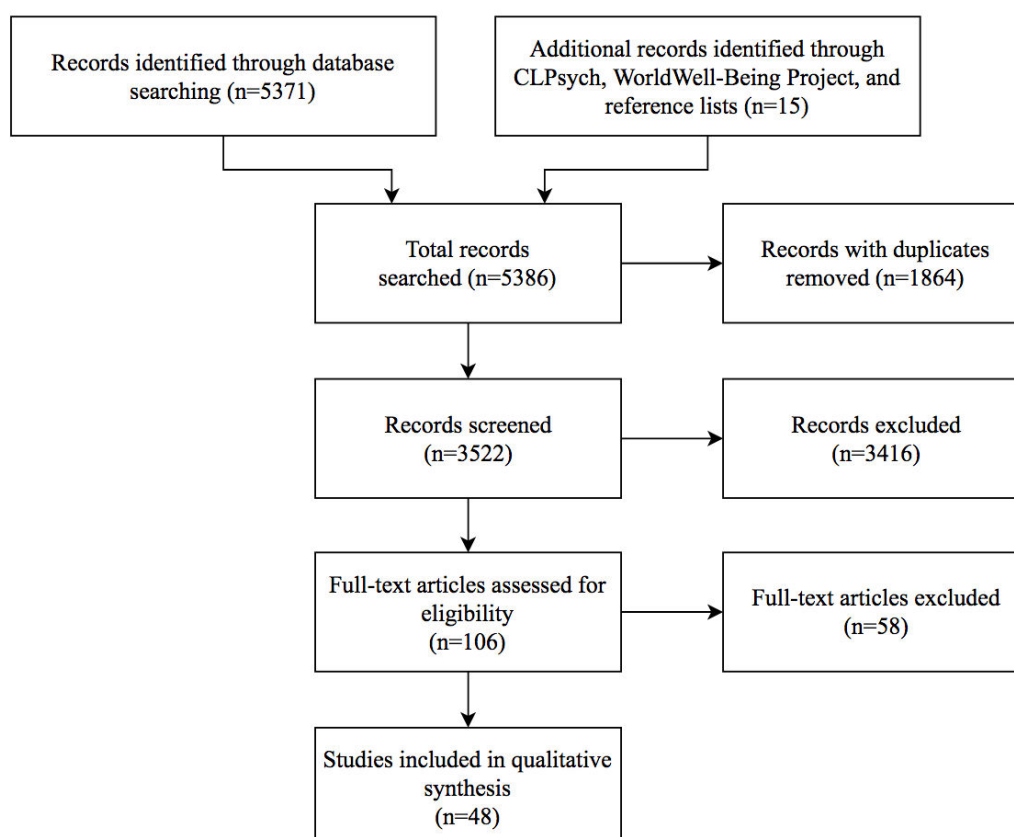 Records identified through database
searching (n=5371)
Additional records identified through
CLPsych, WorldWell-Being Project, and
reference lists (n=15)
Total records
searched (n=5386)
Records with duplicates
removed (n=1864)
Records screened
(n=3522)
Records excluded
(n=3416)
Full-text articles assessed for
eligibility
(n=106)
Full-text articles excluded
(n=58)
Studies included in qualitative
synthesis
(n=48)